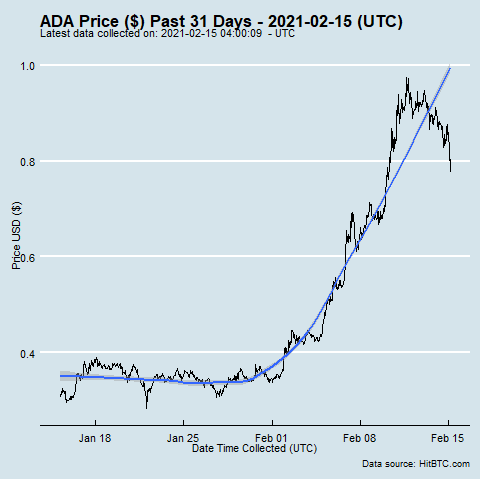 ADA Price ($) Past 31 Days - 2021-02-15 (UTC)
Latest data collected on: 2021-02-15 04:00:09 - UTC
1.0
0.8
0.6
0.4
Price USD ($)
Jan 18
Jan 25
Feb 01
Feb 08
Feb 15
Date Time Collected (UTC)
Data source: HitBTC.com